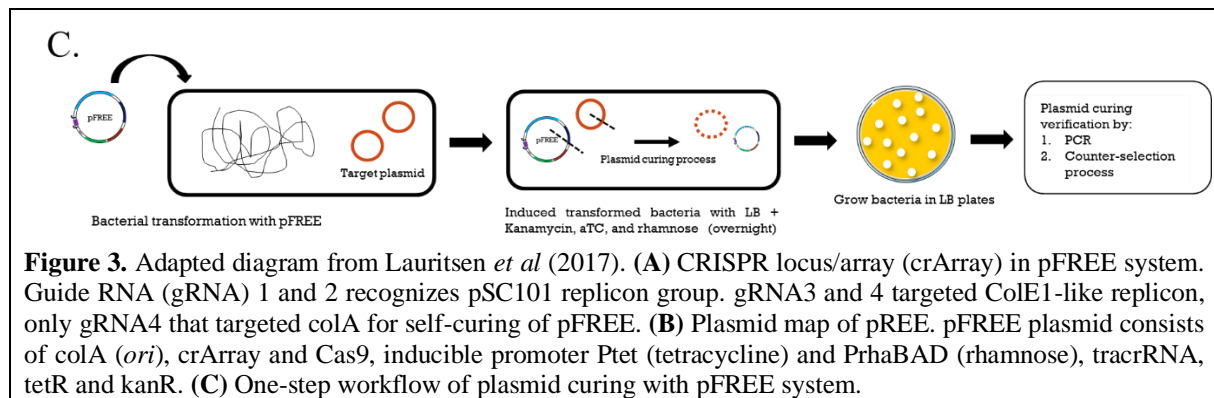 C.
pFREE
Target plasmid
Bacterial transformation with pFREE
pFREE
Plasmid curing process
Induced transformed bacteria with LB +
Kanamycin, aTC, and rhamnose (overnight)
Grow bacteria in LB plates
Plasmid curing
verification by:
1. PCR
2. Counter-selection
process
Figure 3. Adapted diagram from Lauritsen et al (2017). (A) CRISPR locus/array (crArray) in pFREE system.
Guide RNA (gRNA) 1 and 2 recognizes pSC101 replicon group. gRNA3 and 4 targeted ColE1-like replicon,
only gRNA4 that targeted colA for self-curing of pFREE. (B) Plasmid map of pREE. pFREE plasmid consists
of colA (ori), crArray and Cas9, inducible promoter Ptet (tetracycline) and PrhaBAD (rhamnose), tracrRNA,
tetR and kanR. (C) One-step workflow of plasmid curing with pFREE system.